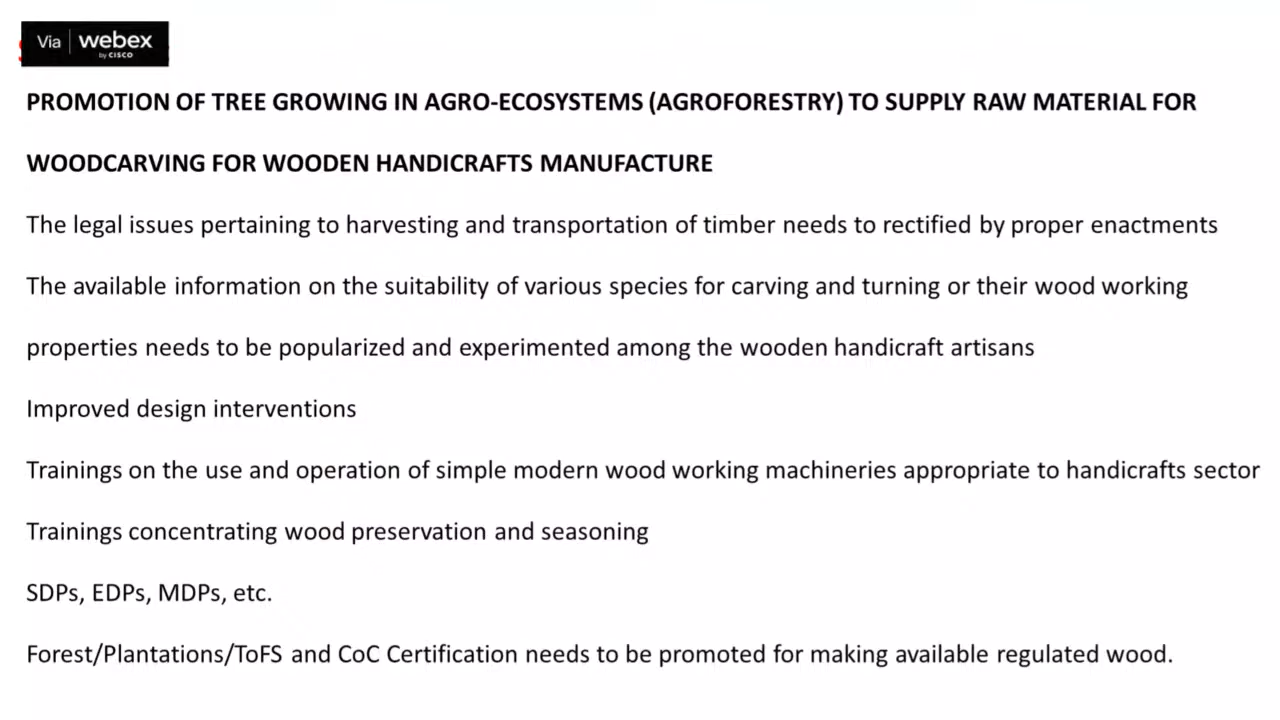 Via webex
by CISCO
PROMOTION OF TREE GROWING IN AGRO-ECOSYSTEMS (AGROFORESTRY) TO SUPPLY RAW MATERIAL FOR
WOODCARVING FOR WOODEN HANDICRAFTS MANUFACTURE
The legal issues pertaining to harvesting and transportation of timber needs to rectified by proper enactments
The available information on the suitability of various species for carving and turning or their wood working
properties needs to be popularized and experimented among the wooden handicraft artisans
Improved design interventions
Trainings on the use and operation of simple modern wood working machineries appropriate to handicrafts sector
Trainings concentrating wood preservation and seasoning
SDPs, EDPs, MDPs, etc.
Forest/Plantations/ToFS and CoC Certification needs to be promoted for making available regulated wood.